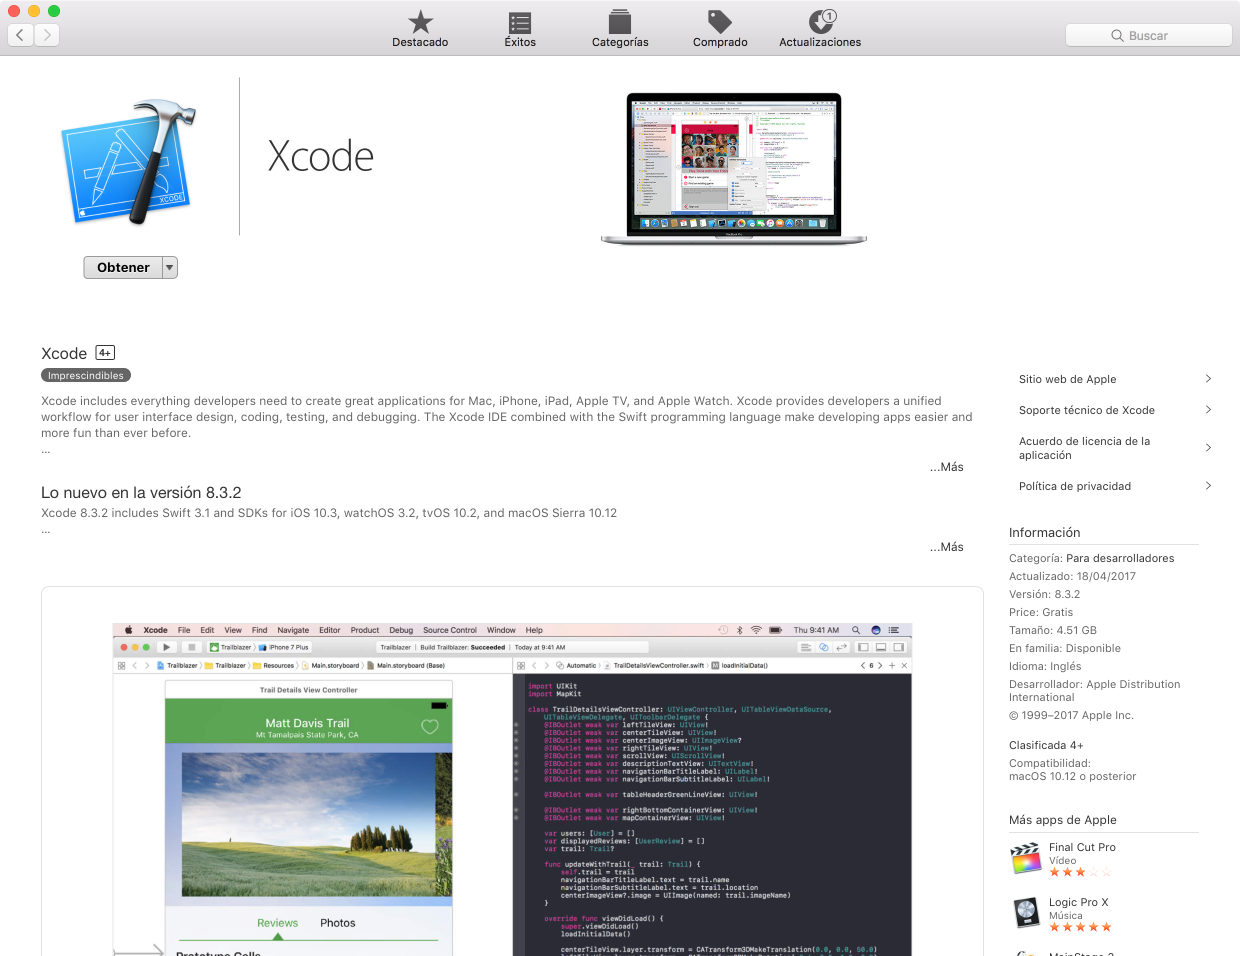 Destacado
Éxitos
Categorías
Comprado
1
Actualizaciones
Buscar
XCODE
Xcode
Obtener
Xcode 4+
Imprescindibles
Xcode includes everything developers need to create great applications for Mac, iPhone, iPad, Apple TV, and Apple Watch. Xcode provides developers a unified
workflow for user interface design, coding, testing, and debugging. The Xcode IDE combined with the Swift programming language make developing apps easier and
more fun than ever before.
...
...Más
Lo nuevo en la versión 8.3.2
Xcode 8.3.2 includes Swift 3.1 and SDKs for iOS 10.3, watchOS 3.2, tvOS 10.2, and macOS Sierra 10.12
...
...Más
Xcode File Edit View Find Navigate Editor Product Debug Source Control Window Help Thu 9:41 AM
Trailblazer iPhone 7 Plus Trailblazer Build Trailblazer: Succeeded Today at 9:41 AM
Trailblazer Trailblazer Resources Main.storyboard Main.storyboard (Base)
Automatic TrailDetailsViewController.swift loadInitialData() 6
Trail Details View Controller
Matt Davis Trail
Mt Tamalpais State Park, CA
Reviews Photos
Prototype Cells
import UIKit
import MapKit
class TrailDetailsViewController: UIViewController, UITableViewDataSource,
UITableViewDelegate, UIToolbarDelegate {
@IBOutlet weak var leftTileView: UIView!
@IBOutlet weak var centerTileView: UIView!
@IBOutlet weak var centerImageView: UIImageView?
@IBOutlet weak var rightTileView: UIView!
@IBOutlet weak var scrollView: UIScrollView!
@IBOutlet weak var descriptionTextView: UITextView!
@IBOutlet weak var navigationBarTitleLabel: UILabel!
@IBOutlet weak var navigationBarSubtitleLabel: UILabel!
@IBOutlet weak var tableHeaderGreenLineView: UIView!
@IBOutlet weak var rightBottomContainerView: UIView!
@IBOutlet weak var mapContainerView: UIView!
var users: [User] = []
var displayedReviews: [UserReview] = []
var trail: Trail?
func updateWithTrail(_ trail: Trail) {
self.trail = trail
navigationBarTitleLabel.text = trail.name
navigationBarSubtitleLabel.text = trail.location
centerImageView?.image = UIImage(named: trail.imageName)
}
override func viewDidLoad() {
super.viewDidLoad()
loadInitialData()
centerTileView.layer.transform = CATransform3DMakeTranslation(0.0, 0.0, 50.0)
Sitio web de Apple
Soporte técnico de Xcode
Acuerdo de licencia de la
aplicación
Política de privacidad
Información
Categoría: Para desarrolladores
Actualizado: 18/04/2017
Versión: 8.3.2
Price: Gratis
Tamaño: 4.51 GB
En familia: Disponible
Idioma: Inglés
Desarrollador: Apple Distribution
International
© 1999–2017 Apple Inc.
Clasificada 4+
Compatibilidad:
macOS 10.12 o posterior
Más apps de Apple
Final Cut Pro
Vídeo
Logic Pro X
Música
MainStage 3